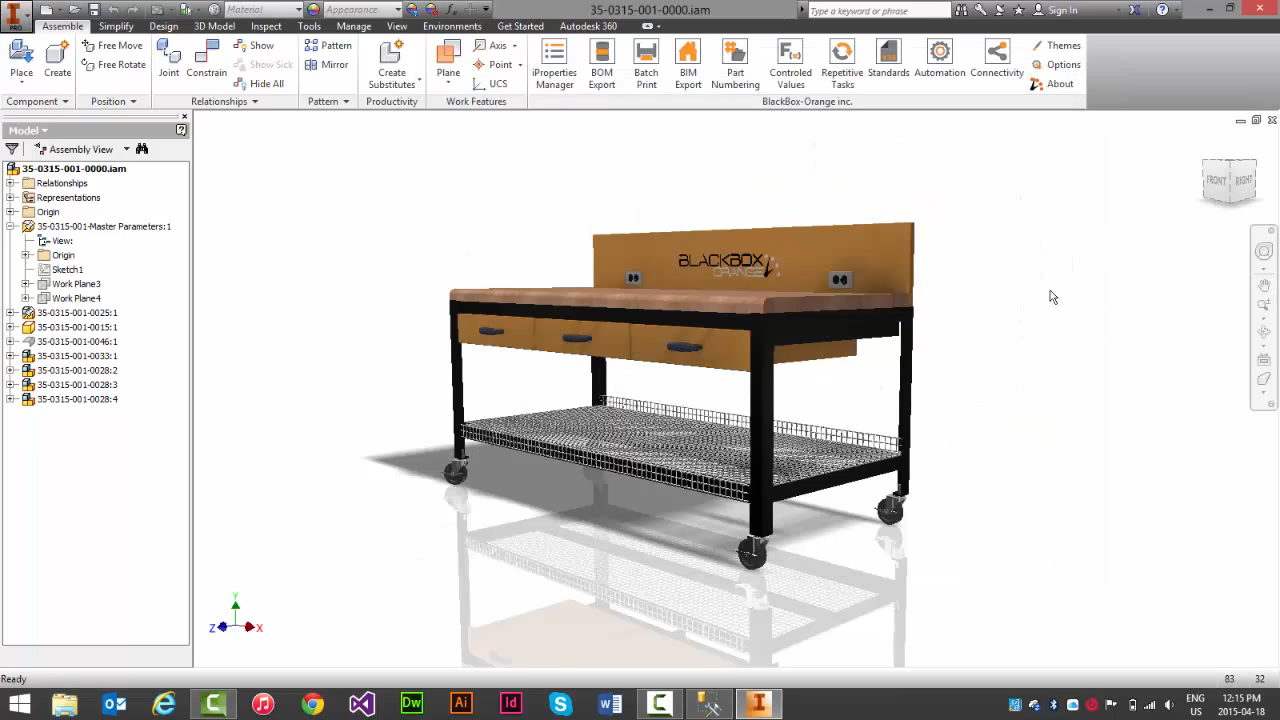 PRO
Material
Appearance
35-0315-001-0000.iam
Type a keyword or phrase
Sign In
Assemble
Simplify
Design
3D Model
Inspect
Tools
Manage
View
Environments
Get Started
Autodesk 360
Place
Create
Free Move
Free Rotate
Joint
Constrain
Show
Show Sick
Hide All
Pattern
Mirror
Create
Substitutes
Plane
Axis
Point
UCS
iProperties
Manager
BOM
Export
Batch
Print
BIM
Export
Part
Numbering
Controled
Values
Repetitive
Tasks
Standards
Automation
Connectivity
Themes
Options
About
Component
Position
Relationships
Pattern
Productivity
Work Features
BlackBox-Orange inc.
Model
Assembly View
35-0315-001-0000.iam
Relationships
Representations
Origin
35-0315-001-Master Parameters:1
View:
Origin
Sketch1
Work Plane3
Work Plane4
35-0315-001-0025:1
35-0315-001-0015:1
35-0315-001-0046:1
35-0315-001-0033:1
35-0315-001-0028:2
35-0315-001-0028:3
35-0315-001-0028:4
FRONT
RIGHT
BLACKBOX
ORANGE
Y
Z
X
Ready
83
32
Dw
Ai
Id
ENG
US
12:15 PM
2015-04-18